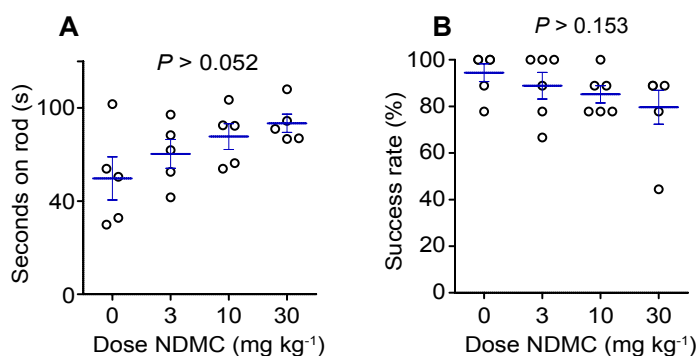 A
P > 0.052
Seconds on rod (s)
100
40
0
0 3 10 30
Dose NDMC (mg kg⁻¹)
B
P > 0.153
Success rate (%)
100
80
60
40
20
0
0 3 10 30
Dose NDMC (mg kg⁻¹)